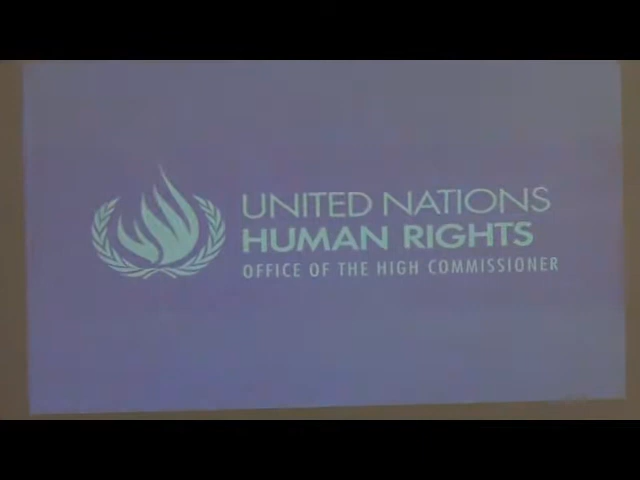 UNITED NATIONS
HUMAN RIGHTS
OFFICE OF THE HIGH COMMISSIONER